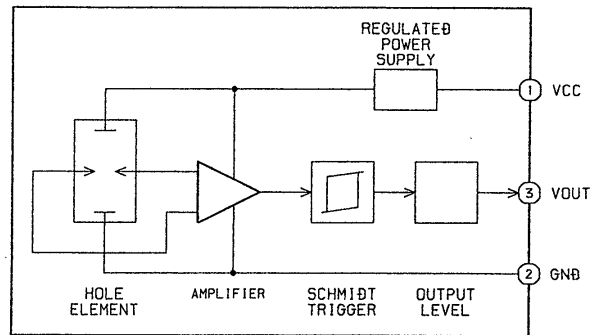 REGULATED
POWER
SUPPLY
1 VCC
3 VOUT
2 GND
HOLE
ELEMENT
AMPLIFIER
SCHMIDT
TRIGGER
OUTPUT
LEVEL